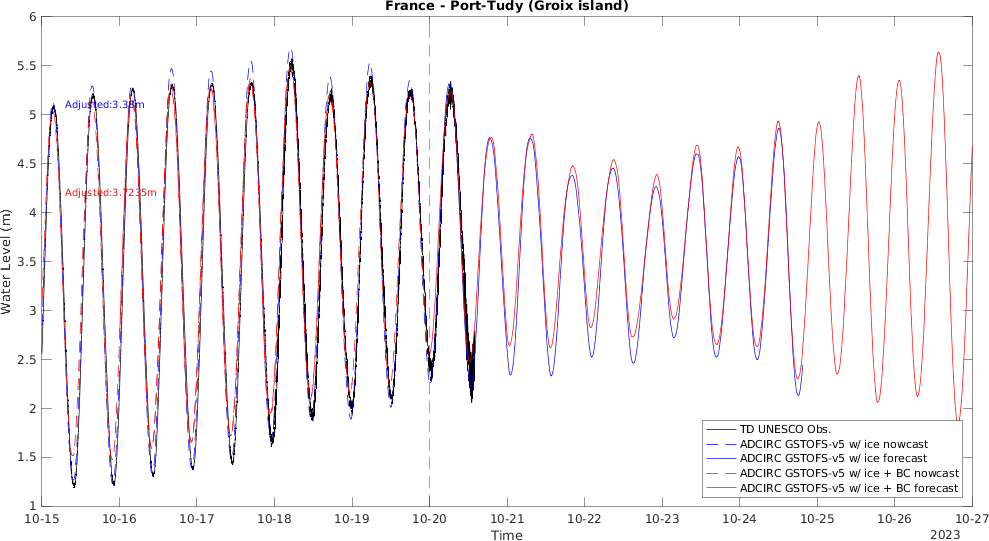 France - Port-Tudy (Groix island)
6
5.5
5
4.5
4
3.5
3
2.5
2
1.5
1
Water Level (m)
Adjusted:3.38m
Adjusted:3.7235m
TD UNESCO Obs.
ADCIRC GSTOFS-v5 w/ ice nowcast
ADCIRC GSTOFS-v5 w/ ice forecast
ADCIRC GSTOFS-v5 w/ ice + BC nowcast
ADCIRC GSTOFS-v5 w/ ice + BC forecast
10-15 10-16 10-17 10-18 10-19 10-20 10-21 10-22 10-23 10-24 10-25 10-26 10-27
Time
2023